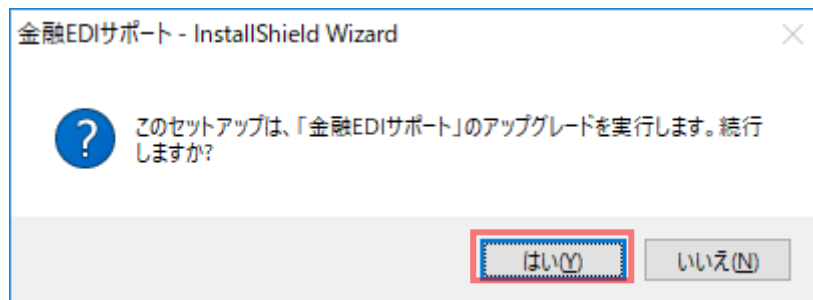 金融EDIサポート - InstallShield Wizard
?
このセットアップは、「金融EDIサポート」のアップグレードを実行します。続行
しますか?
はい(Y) いいえ(N)